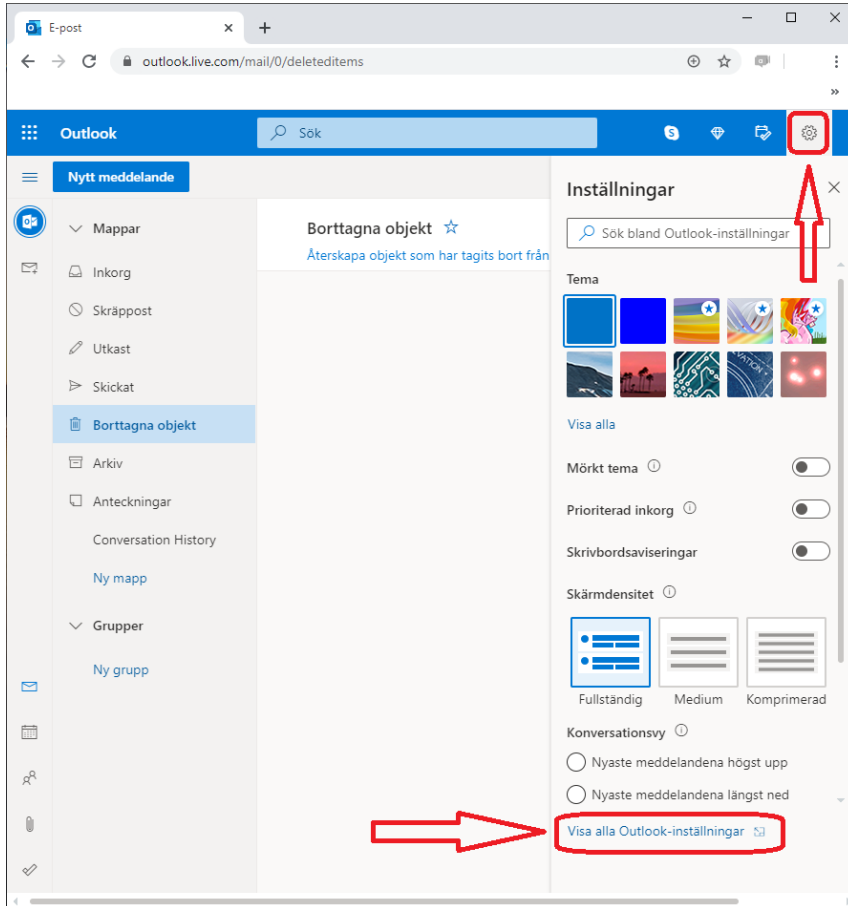 E-post
outlook.live.com/mail/0/deleteditems
Outlook
Sök
Nytt meddelande
Mappar
Inkorg
Skräppost
Utkast
Skickat
Borttagna objekt
Arkiv
Anteckningar
Conversation History
Ny mapp
Grupper
Ny grupp
Borttagna objekt
Återskapa objekt som har tagits bort från
Inställningar
Sök bland Outlook-inställningar
Tema
Visa alla
Mörkt tema
Prioriterad inkorg
Skrivbordsaviseringar
Skärmdensitet
Fullständig Medium Komprimerad
Konversationsvy
Nyaste meddelandena högst upp
Nyaste meddelandena längst ned
Visa alla Outlook-inställningar